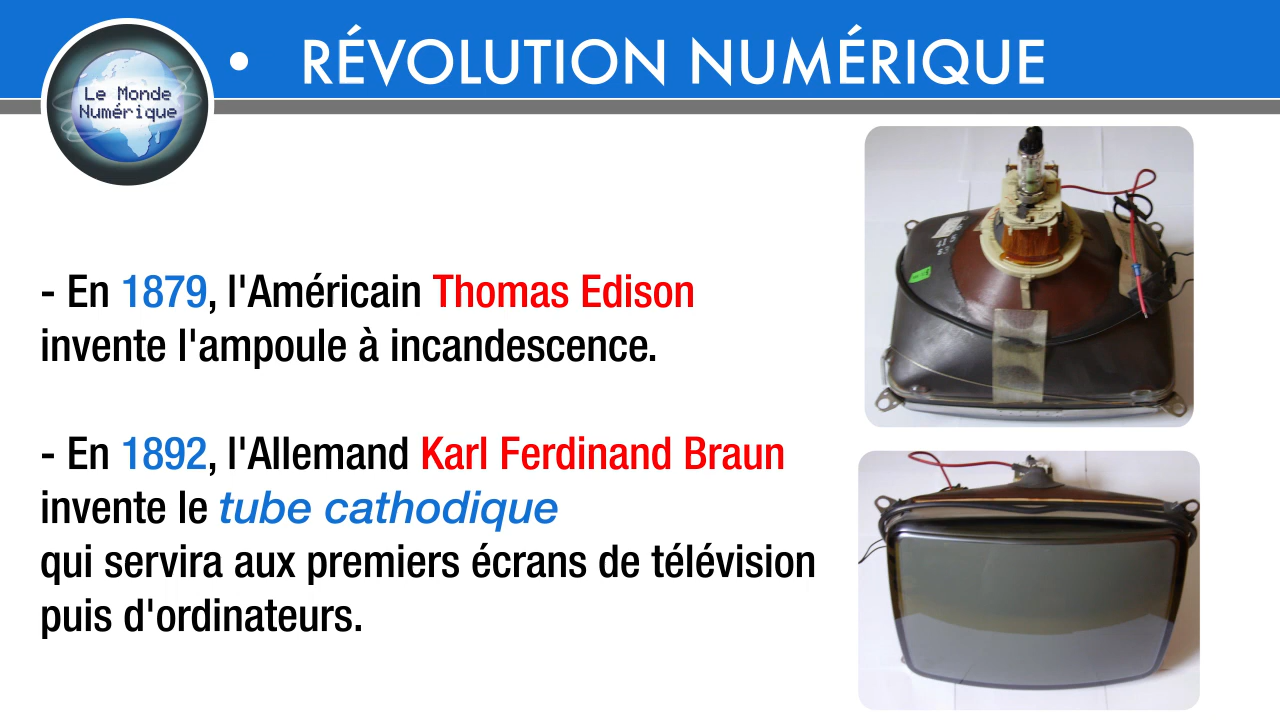 Le Monde
Numérique
• RÉVOLUTION NUMÉRIQUE
- En 1879, l'Américain Thomas Edison
invente l'ampoule à incandescence.
- En 1892, l'Allemand Karl Ferdinand Braun
invente le tube cathodique
qui servira aux premiers écrans de télévision
puis d'ordinateurs.